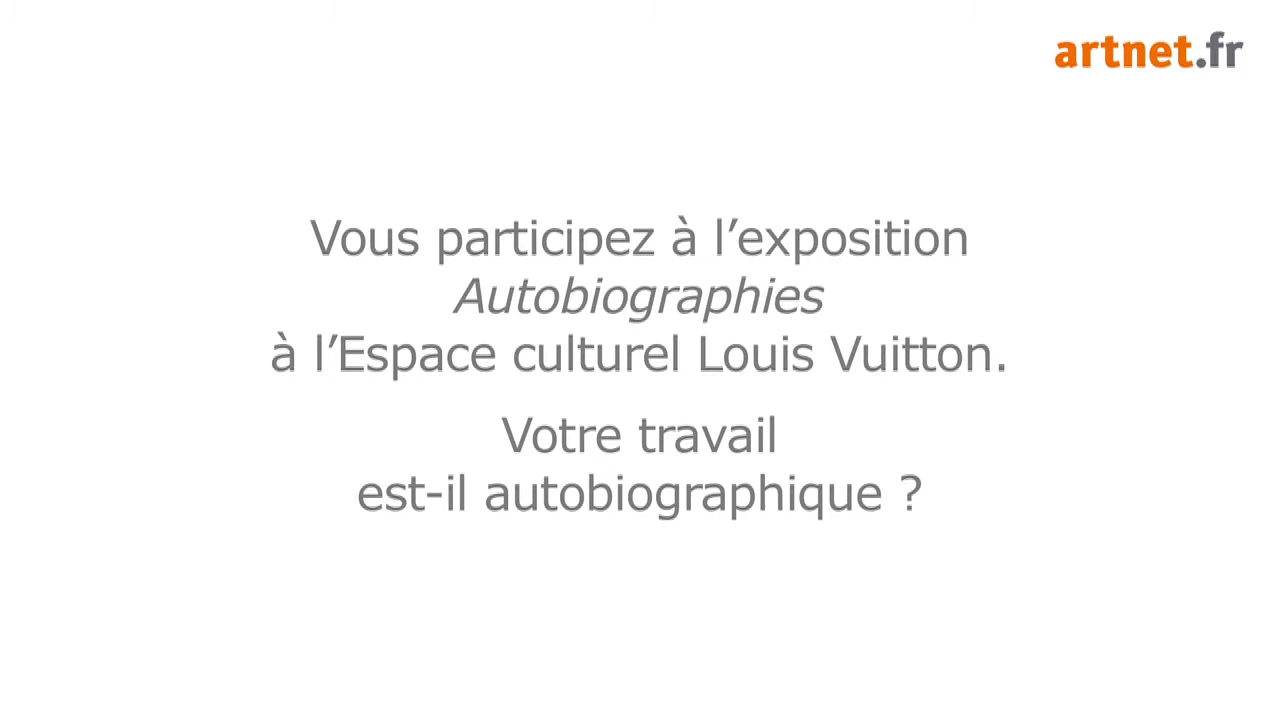 artnet.fr
Vous participez à l’exposition
Autobiographies
à l’Espace culturel Louis Vuitton.
Votre travail
est-il autobiographique ?